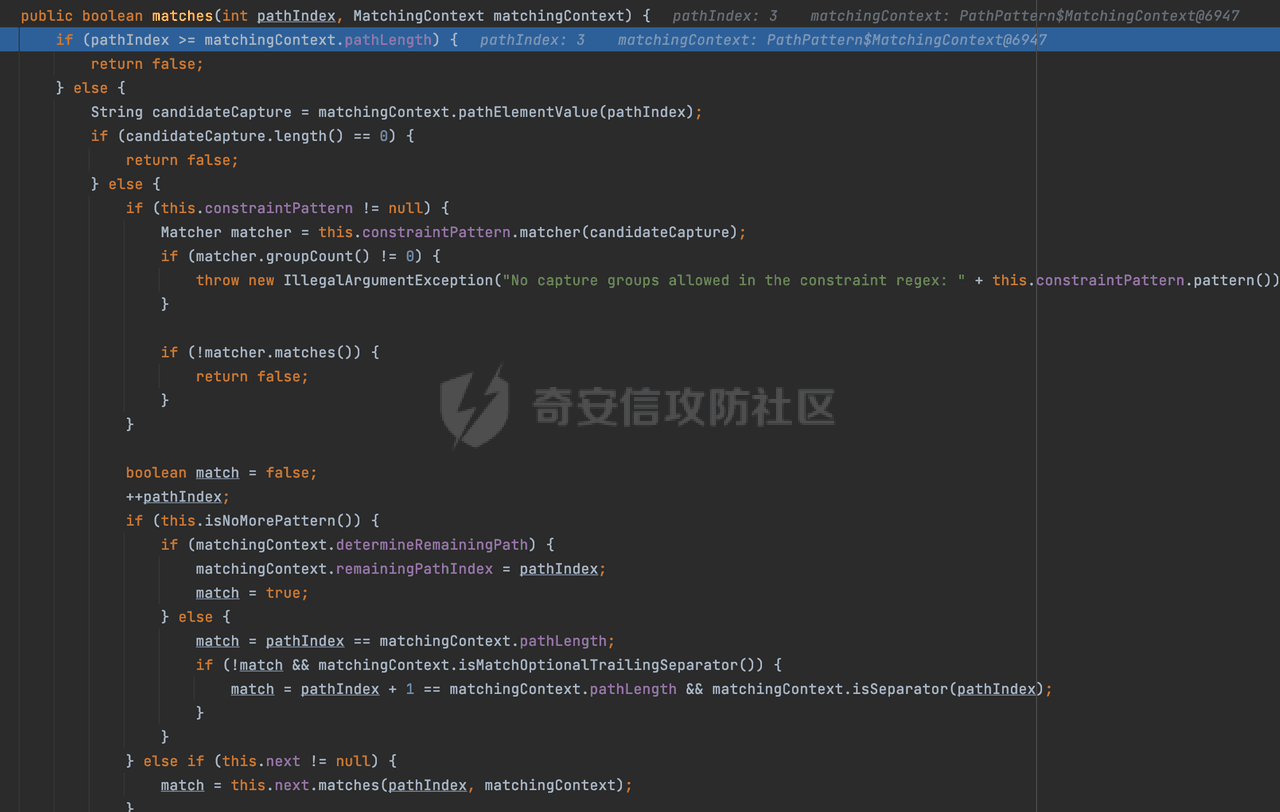 public boolean matches(int pathIndex, MatchingContext matchingContext) {   pathIndex: 3    matchingContext: PathPattern$MatchingContext@6947
    if (pathIndex >= matchingContext.pathLength) {   pathIndex: 3    matchingContext: PathPattern$MatchingContext@6947
        return false;
    } else {
        String candidateCapture = matchingContext.pathElementValue(pathIndex);
        if (candidateCapture.length() == 0) {
            return false;
        } else {
            if (this.constraintPattern != null) {
                Matcher matcher = this.constraintPattern.matcher(candidateCapture);
                if (matcher.groupCount() != 0) {
                    throw new IllegalArgumentException("No capture groups allowed in the constraint regex: " + this.constraintPattern.pattern())
                }
                if (!matcher.matches()) {
                    return false;
                }
奇安信攻防社区
            }
            boolean match = false;
            ++pathIndex;
            if (this.isNoMorePattern()) {
                if (matchingContext.determineRemainingPath) {
                    matchingContext.remainingPathIndex = pathIndex;
                    match = true;
                } else {
                    match = pathIndex == matchingContext.pathLength;
                    if (!match && matchingContext.isMatchOptionalTrailingSeparator()) {
                        match = pathIndex + 1 == matchingContext.pathLength && matchingContext.isSeparator(pathIndex);
                    }
                }
            } else if (this.next != null) {
                match = this.next.matches(pathIndex, matchingContext);
            }